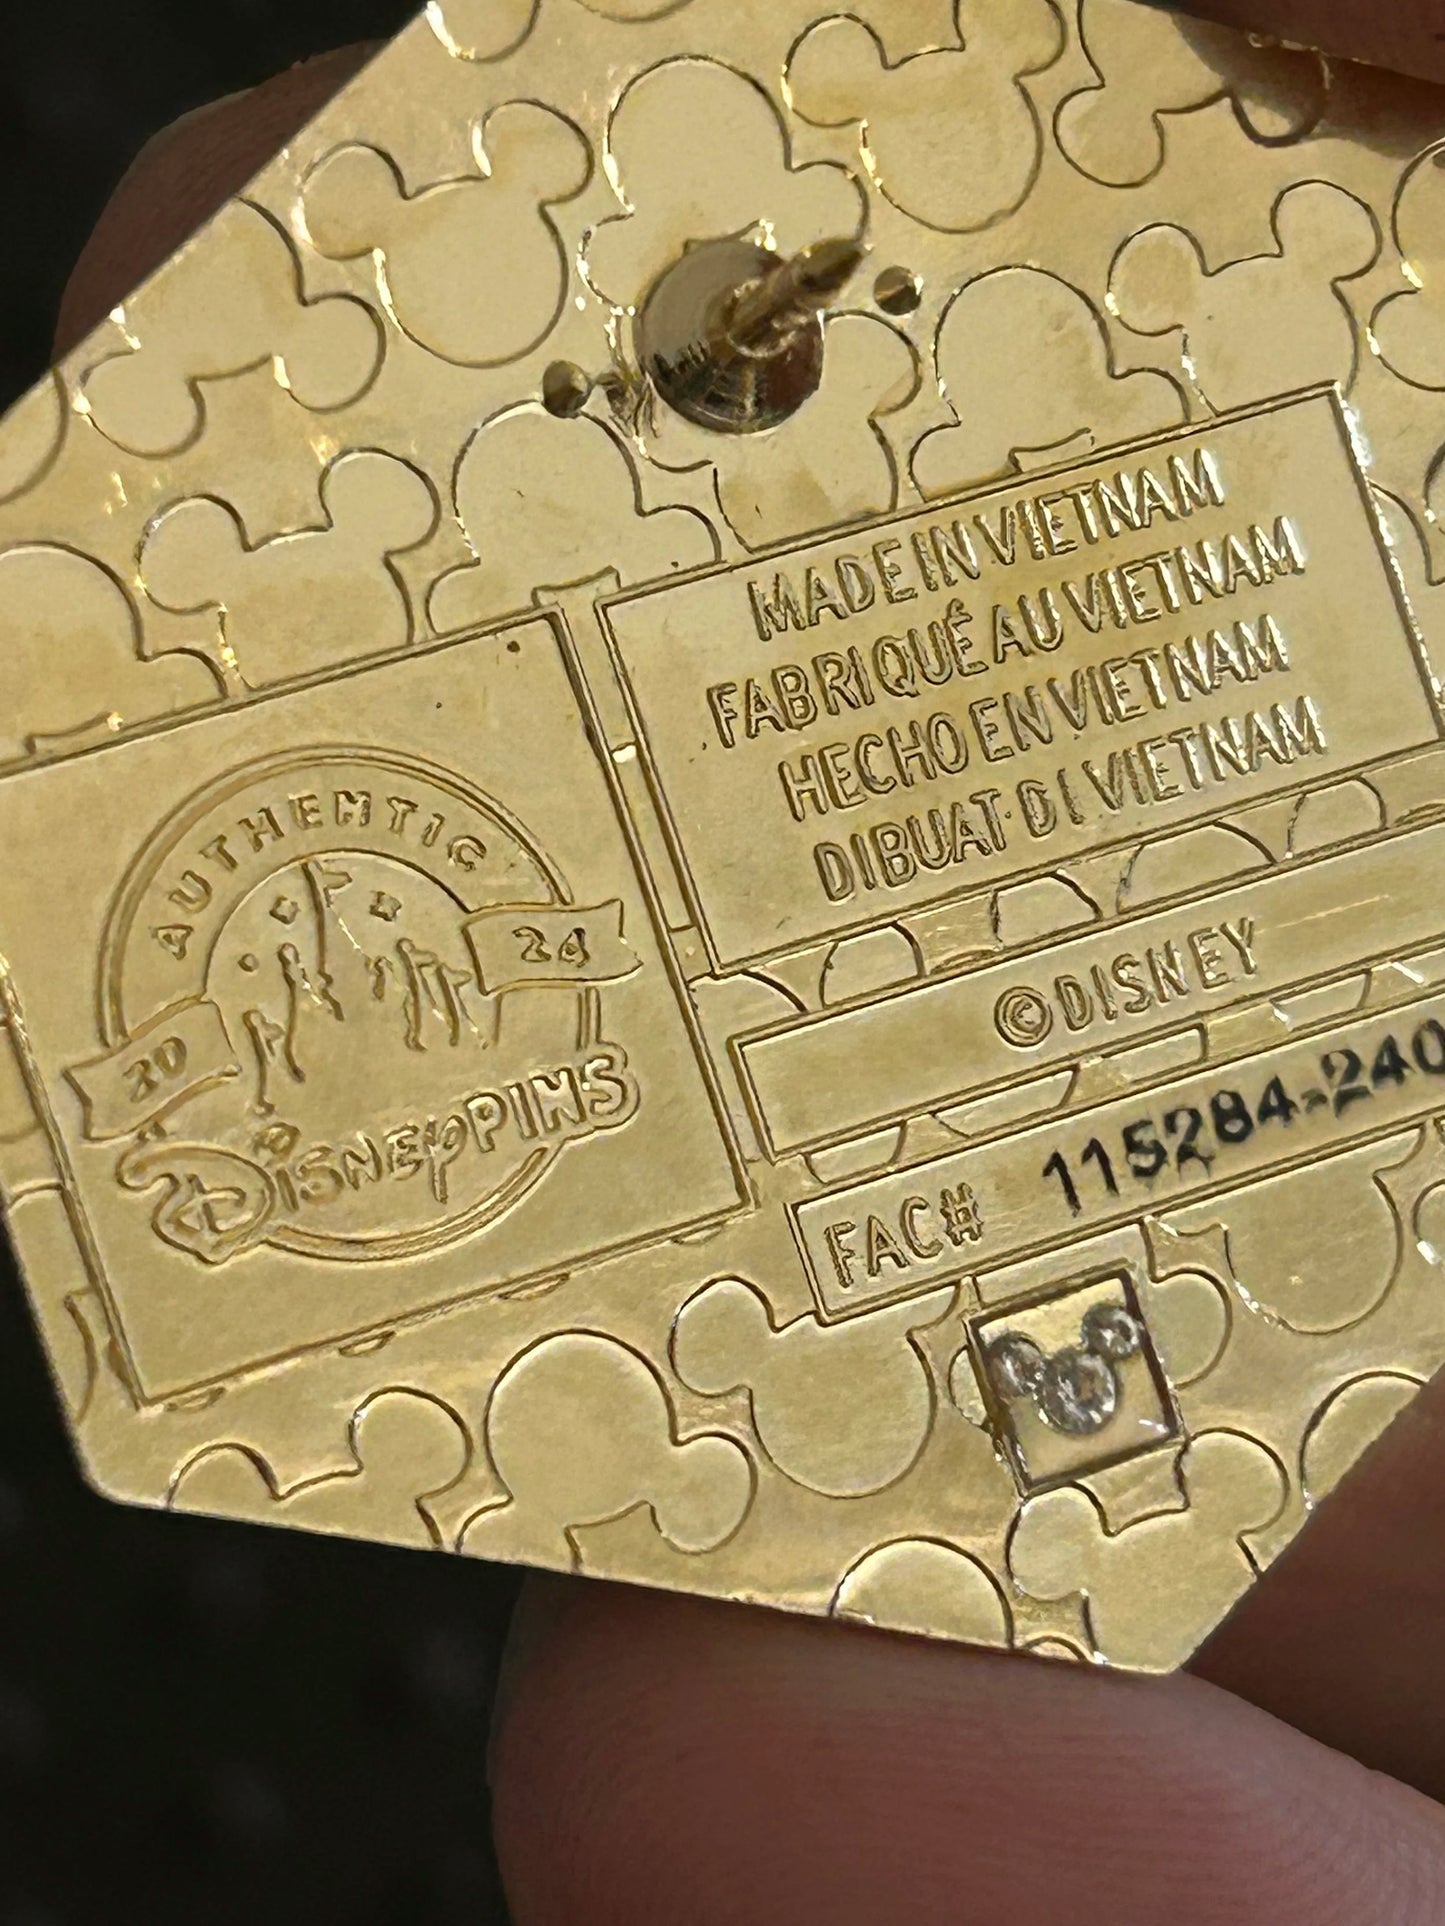 AUTHENTIC
20 24
DISNEY PINS
MADE IN VIETNAM
FABRIQUÉ AU VIETNAM
HECHO EN VIETNAM
DIBUAT DI VIETNAM
©DISNEY
FAC# 115284-240